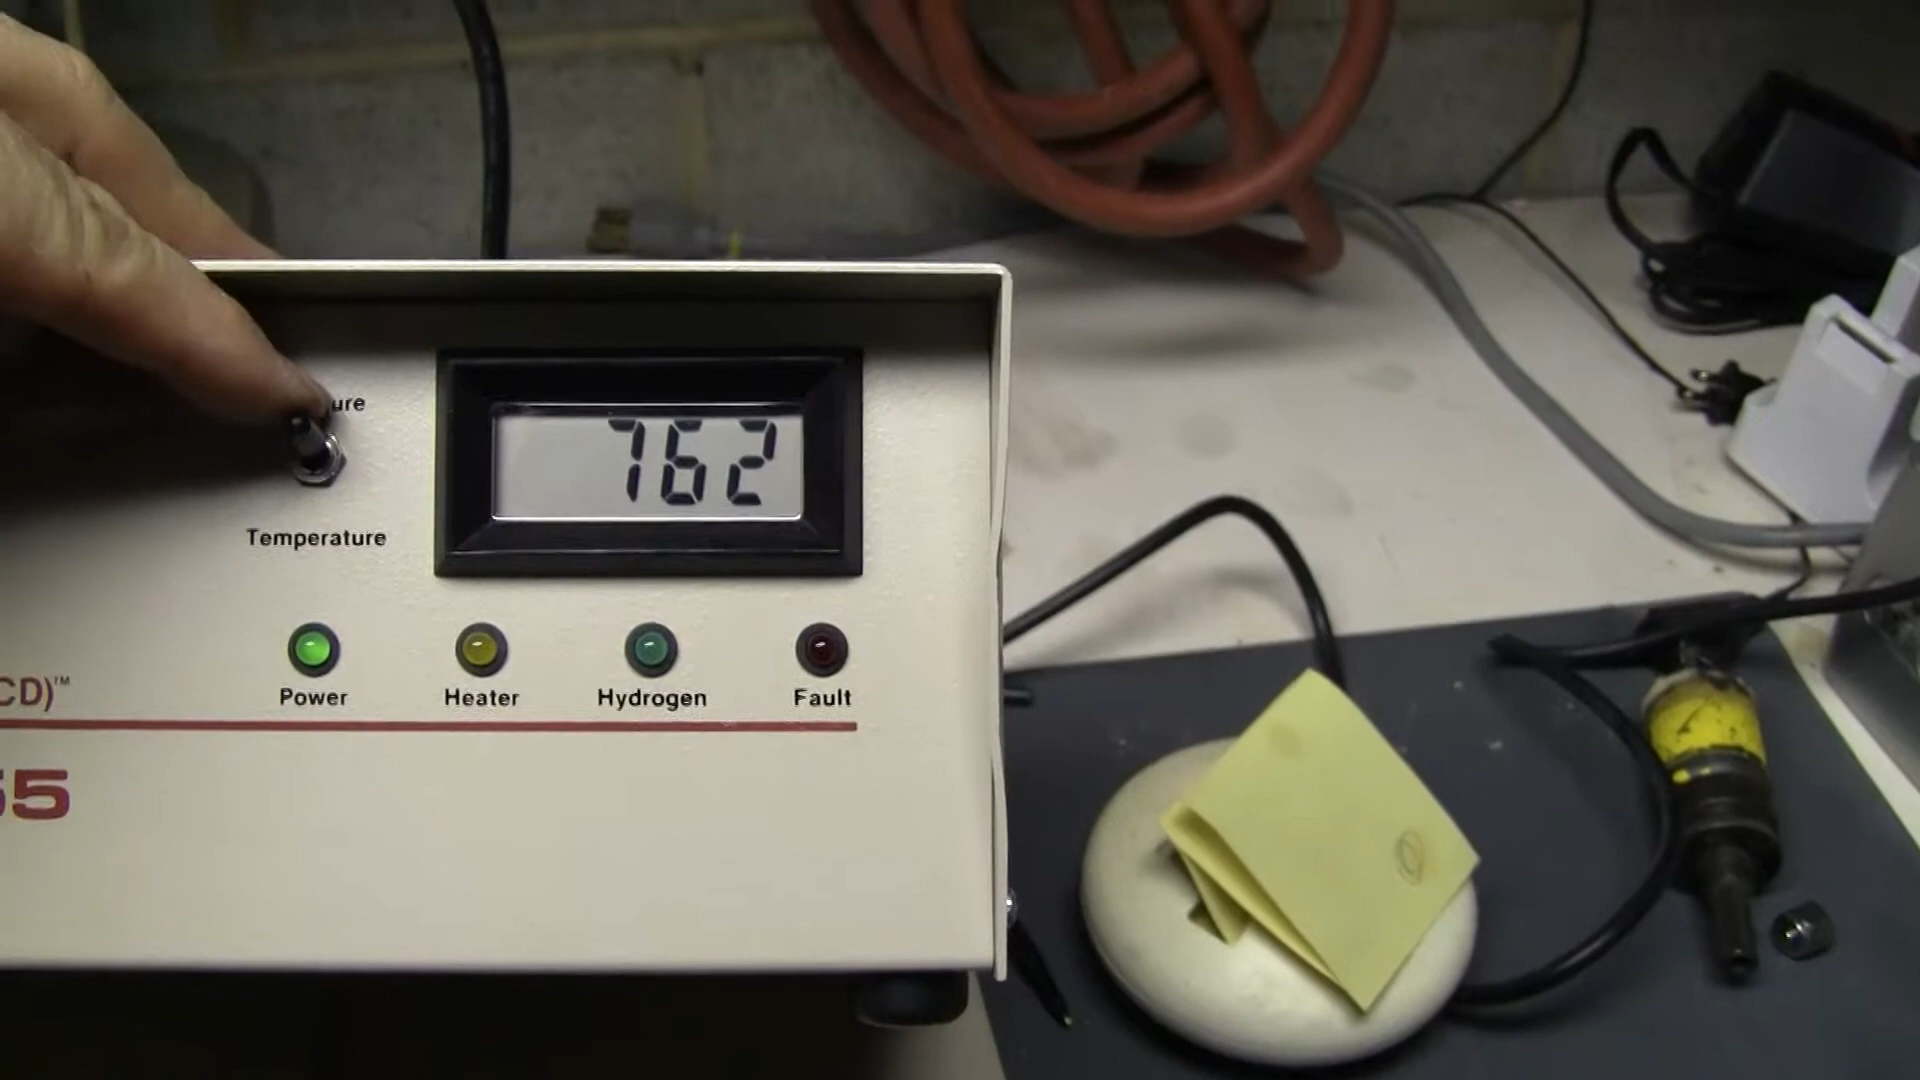 ure
762
Temperature
Power
Heater
Hydrogen
Fault
CD)™
55